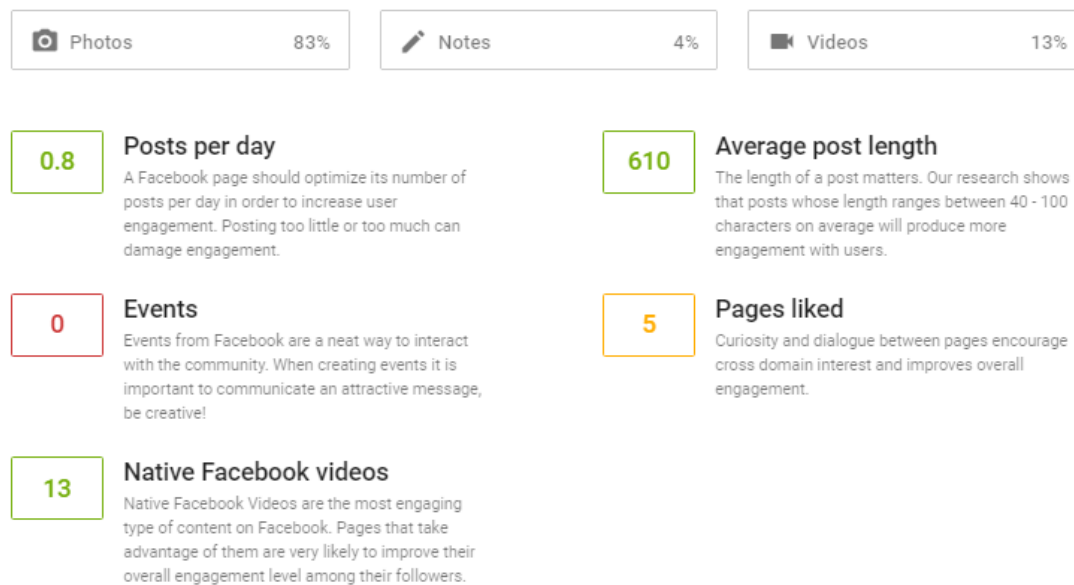 Photos 83%
Notes 4%
Videos 13%
0.8
Posts per day
A Facebook page should optimize its number of
posts per day in order to increase user
engagement. Posting too little or too much can
damage engagement.
610
Average post length
The length of a post matters. Our research shows
that posts whose length ranges between 40 - 100
characters on average will produce more
engagement with users.
0
Events
Events from Facebook are a neat way to interact
with the community. When creating events it is
important to communicate an attractive message,
be creative!
5
Pages liked
Curiosity and dialogue between pages encourage
cross domain interest and improves overall
engagement.
13
Native Facebook videos
Native Facebook Videos are the most engaging
type of content on Facebook. Pages that take
advantage of them are very likely to improve their
overall engagement level among their followers.